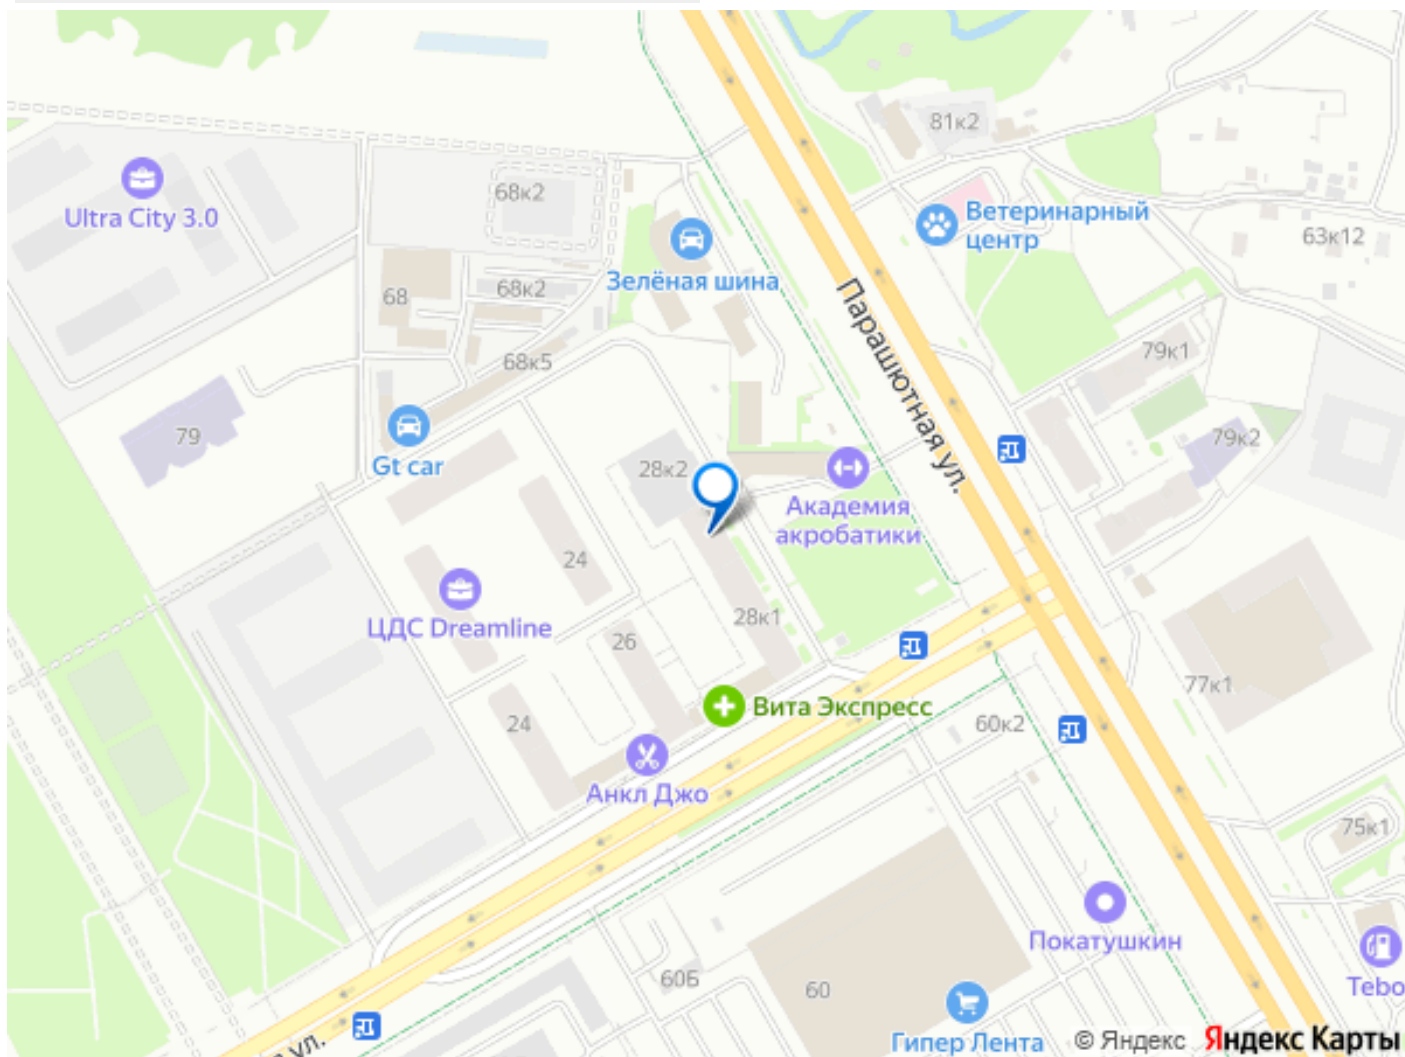 81к2
68к2
Ultra City 3.0
Ветеринарный
центр
63к12
Зелёная шина
68
68к2
68к5
Парашютная ул.
79к1
79
79к2
Gt car
28к2
Академия
акробатики
24
ЦДС Dreamline
28к1
26
77к1
Вита Экспресс
24
60к2
Анкл Джо
75к1
Покатушкин
60Б
60
Tebo
Гипер Лента
© Яндекс Яндекс Карты
ул.